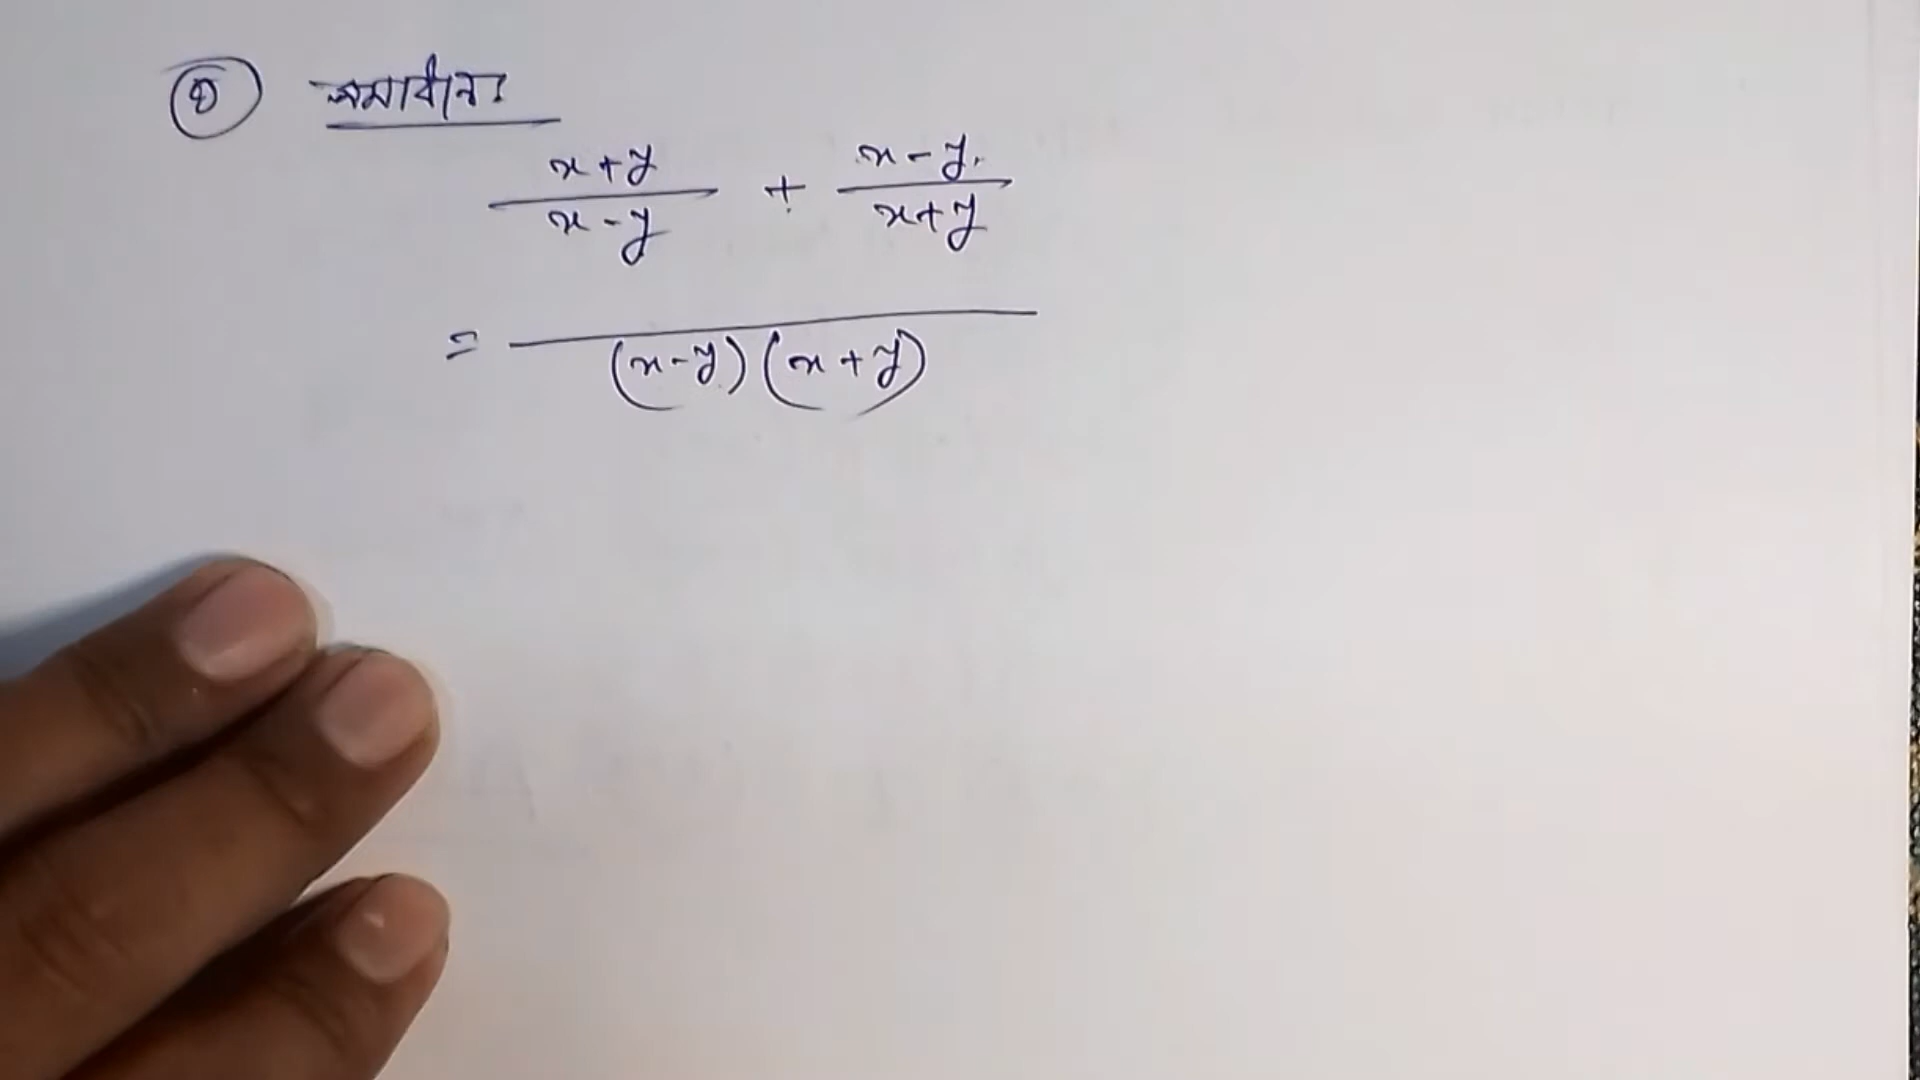 ঘ সমাধানঃ
x+y/x-y + x-y/x+y
= /(x-y)(x+y)